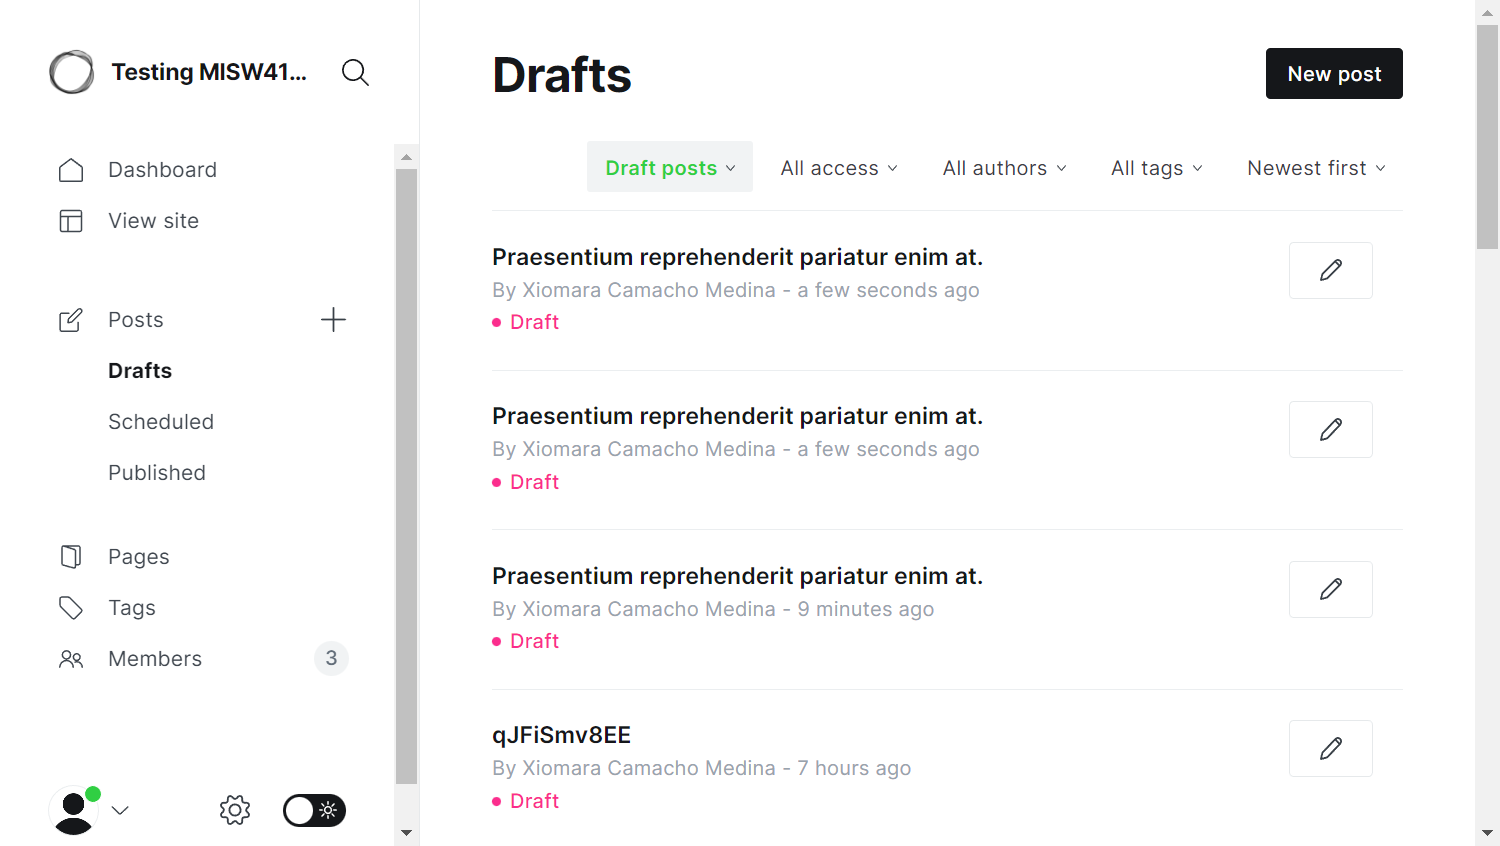 Testing MISW41...
Dashboard
View site
Posts
Drafts
Scheduled
Published
Pages
Tags
Members
3
Drafts
New post
Draft posts
All access
All authors
All tags
Newest first
Praesentium reprehenderit pariatur enim at.
By Xiomara Camacho Medina - a few seconds ago
Draft
Praesentium reprehenderit pariatur enim at.
By Xiomara Camacho Medina - a few seconds ago
Draft
Praesentium reprehenderit pariatur enim at.
By Xiomara Camacho Medina - 9 minutes ago
Draft
qJFiSmv8EE
By Xiomara Camacho Medina - 7 hours ago
Draft